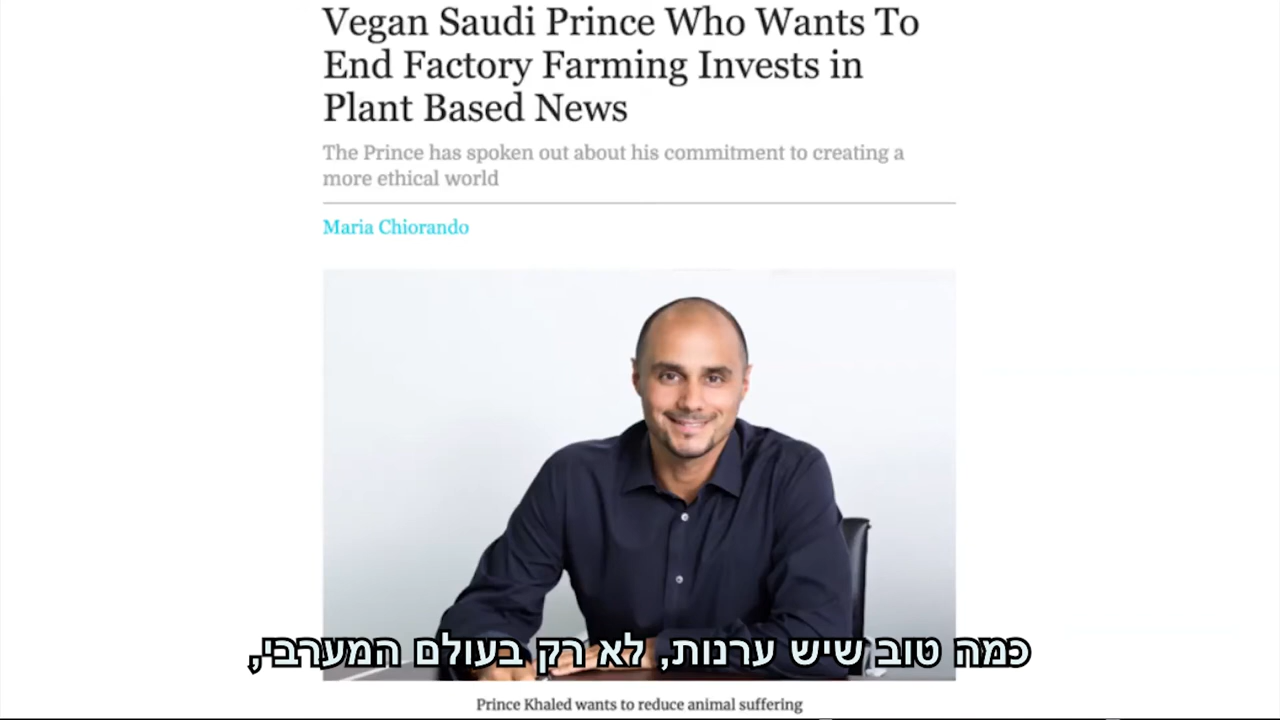 Vegan Saudi Prince Who Wants To
End Factory Farming Invests in
Plant Based News
The Prince has spoken out about his commitment to creating a
more ethical world
Maria Chiorando
כמה טוב שיש ערנות, לא רק בעולם המערבי,
Prince Khaled wants to reduce animal suffering